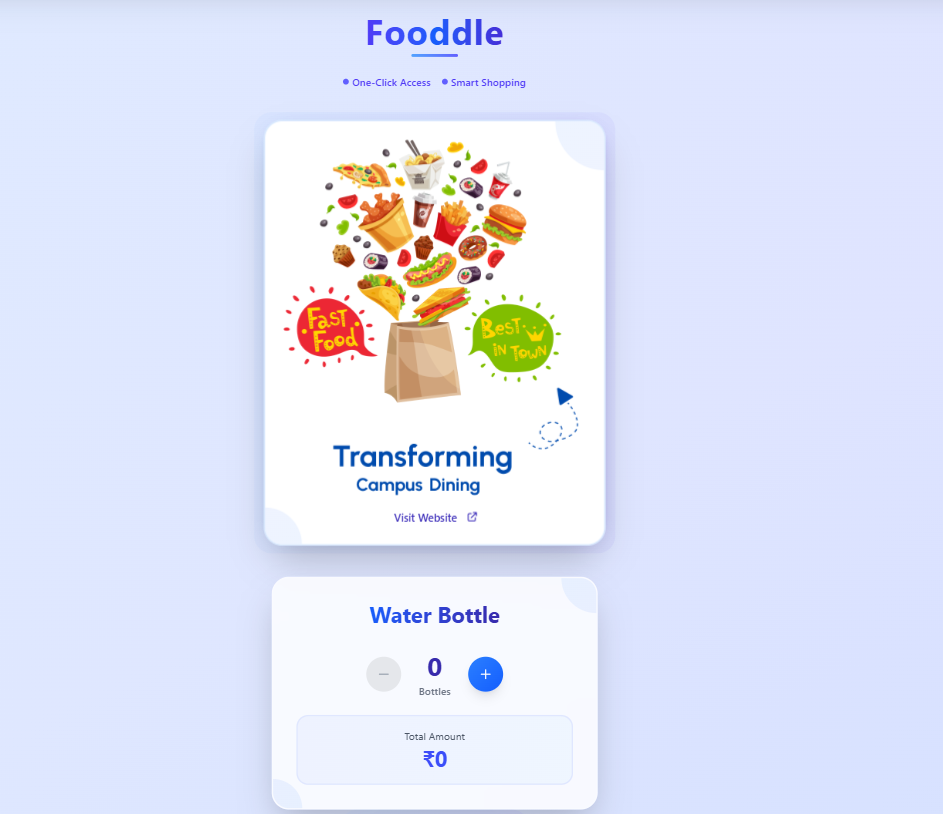 Fooddle
One-Click Access Smart Shopping
Fast
Food
Best
in Town
Transforming
Campus Dining
Visit Website
Water Bottle
− 0 +
Bottles
Total Amount
₹0